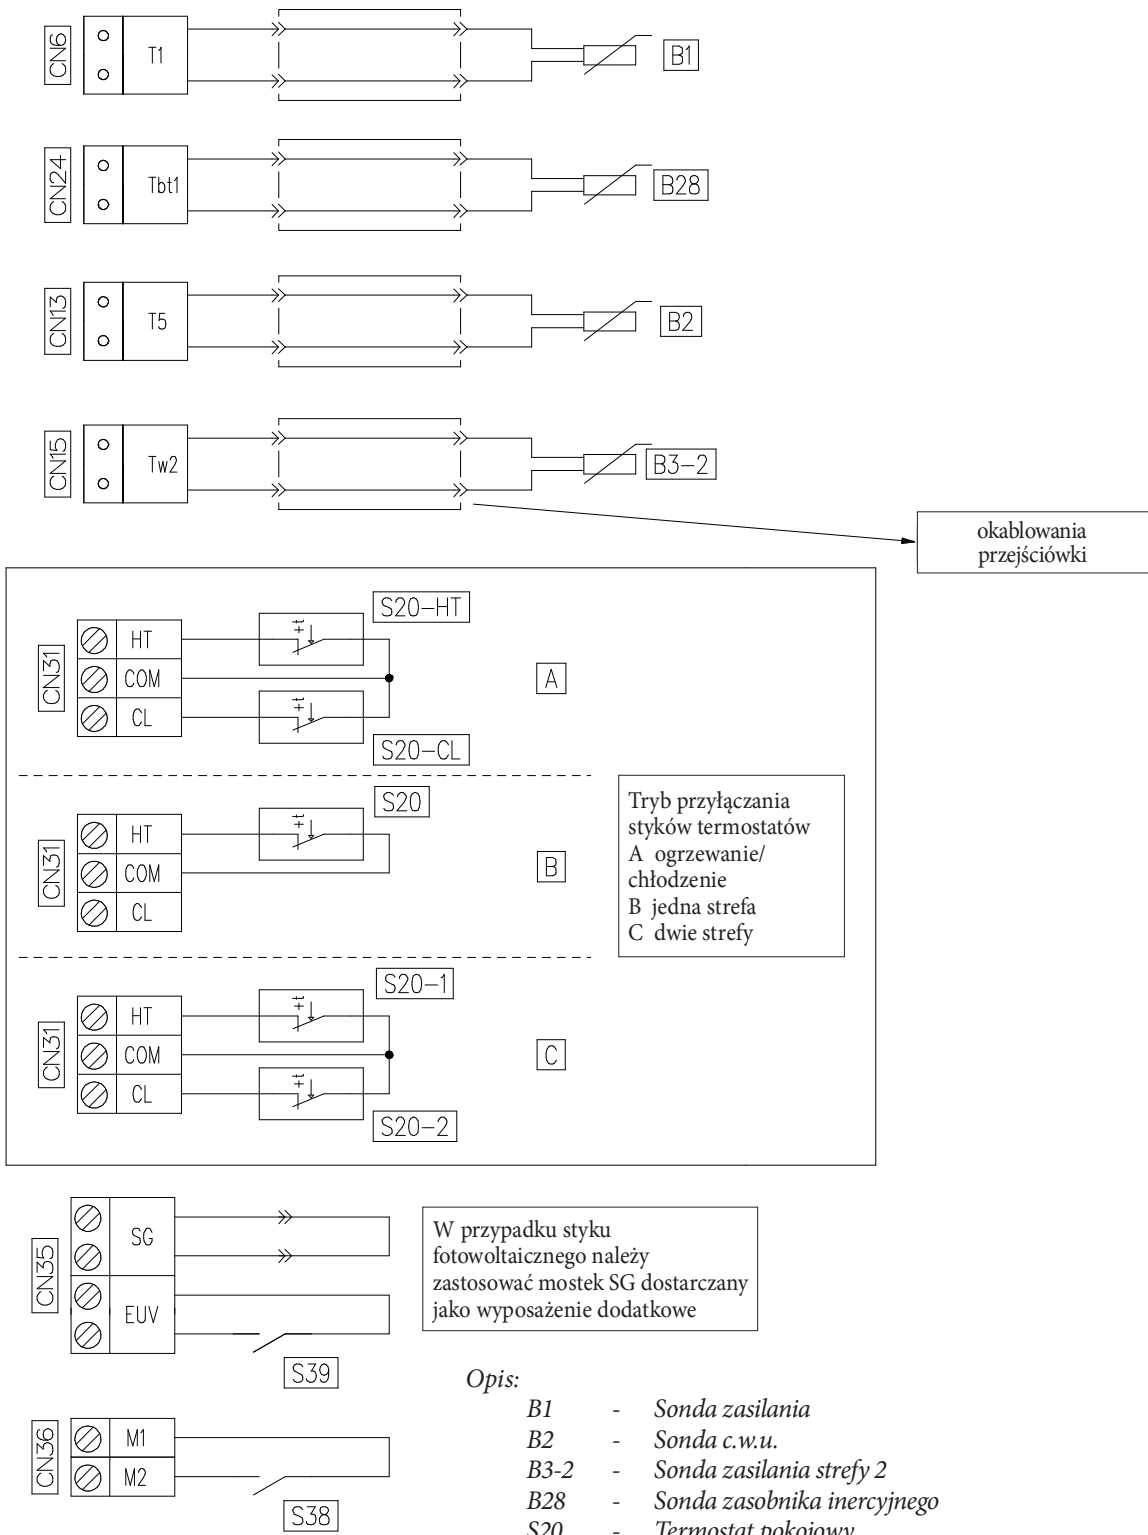 CN6
T1
B1
CN24
Tbt1
B28
CN13
T5
B2
CN15
Tw2
B3-2
okablowania
przejściówki
S20-HT
+t
CN31
HT
COM
CL
A
+t
S20-CL
S20
+t
CN31
HT
COM
CL
B
Tryb przyłączania
styków termostatów
A ogrzewanie/
chłodzenie
B jedna strefa
C dwie strefy
S20-1
+t
CN31
HT
COM
CL
C
+t
S20-2
CN35
SG
EUV
S39
W przypadku styku
fotowoltaicznego należy
zastosować mostek SG dostarczany
jako wyposażenie dodatkowe
CN36
M1
M2
S38
Opis:
B1 - Sonda zasilania
B2 - Sonda c.w.u.
B3-2 - Sonda zasilania strefy 2
B28 - Sonda zasobnika inercyjnego
S20 - Termostat pokojowy